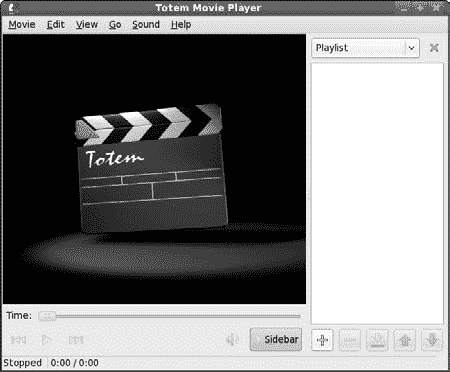 Totem Movie Player
Movie Edit View Go Sound Help
Playlist
Totem
Time:
Sidebar
Stopped 0:00 / 0:00